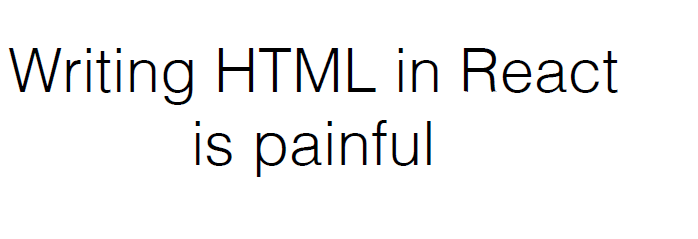 Writing HTML in React
is painful